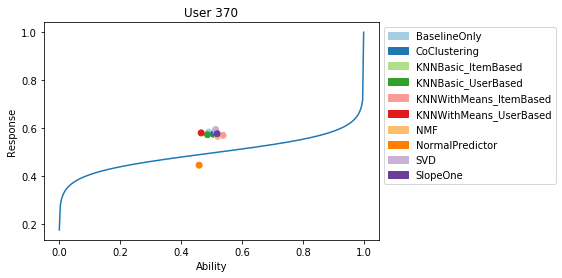 User 370
Response
1.0
0.8
0.6
0.4
0.2
0.0
0.2
0.4
0.6
0.8
1.0
Ability
BaselineOnly
CoClustering
KNNBasic_ItemBased
KNNBasic_UserBased
KNNWithMeans_ItemBased
KNNWithMeans_UserBased
NMF
NormalPredictor
SVD
SlopeOne